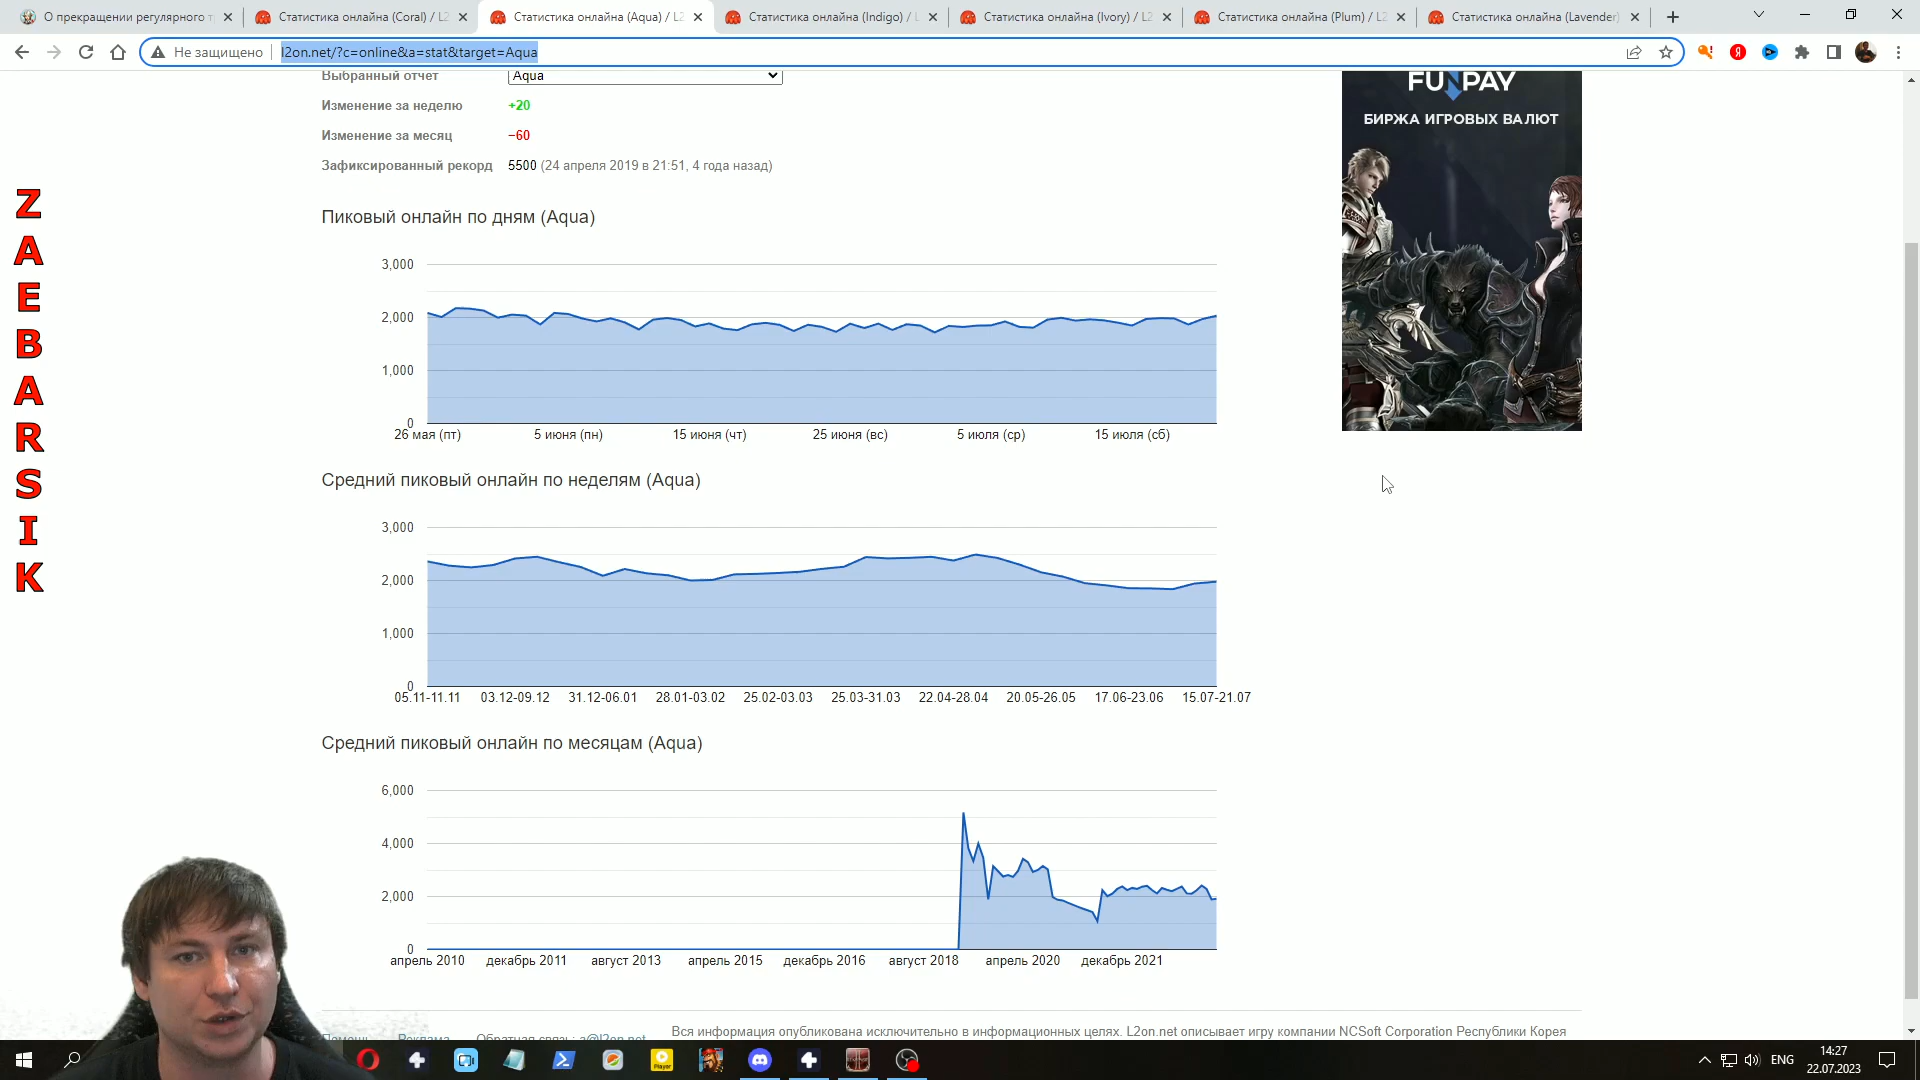 О прекращении регулярного т
Статистика онлайна (Coral) / L2
Статистика онлайна (Aqua) / L2
Статистика онлайна (Indigo) / L
Статистика онлайна (Ivory) / L2
Статистика онлайна (Plum) / L2
Статистика онлайна (Lavender)
Не защищено
l2on.net/?c=online&a=stat&target=Aqua
Выбранный отчет
Aqua
Изменение за неделю
+20
Изменение за месяц
−60
Зафиксированный рекорд
5500 (24 апреля 2019 в 21:51, 4 года назад)
FUNPAY
БИРЖА ИГРОВЫХ ВАЛЮТ
Z
A
E
B
A
R
S
I
K
Пиковый онлайн по дням (Aqua)
3,000
2,000
1,000
0
26 мая (пт)
5 июня (пн)
15 июня (чт)
25 июня (вс)
5 июля (ср)
15 июля (сб)
Средний пиковый онлайн по неделям (Aqua)
3,000
2,000
1,000
0
05.11-11.11
03.12-09.12
31.12-06.01
28.01-03.02
25.02-03.03
25.03-31.03
22.04-28.04
20.05-26.05
17.06-23.06
15.07-21.07
Средний пиковый онлайн по месяцам (Aqua)
6,000
4,000
2,000
0
апрель 2010
декабрь 2011
август 2013
апрель 2015
декабрь 2016
август 2018
апрель 2020
декабрь 2021
Помощь
Реклама
Обратная связь: a@l2on.net
Вся информация опубликована исключительно в информационных целях. L2on.net описывает игру компании NCSoft Corporation Республики Корея
Player
ENG
14:27
22.07.2023